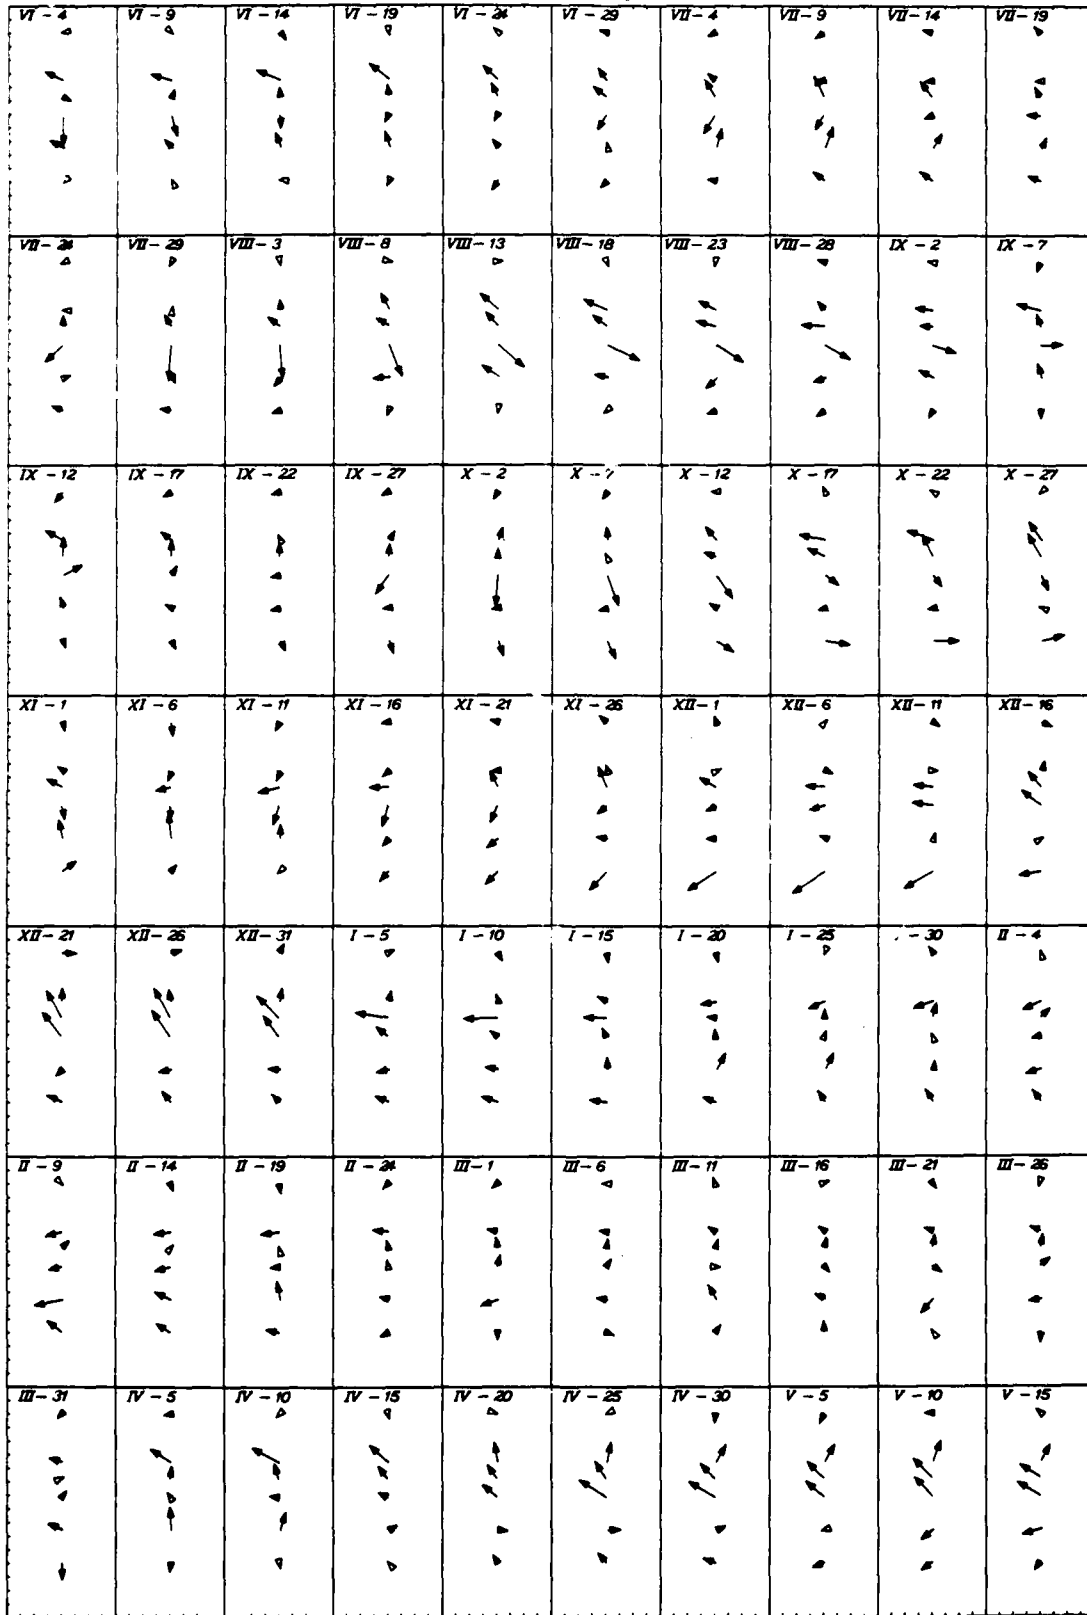 VI - 4 VI - 9 VI - 14 VI - 19 VI - 24 VI - 29 VII - 4 VII - 9 VII - 14 VII - 19
VII - 24 VII - 29 VIII - 3 VIII - 8 VIII - 13 VIII - 18 VIII - 23 VIII - 28 IX - 2 IX - 7
IX - 12 IX - 17 IX - 22 IX - 27 X - 2 X - 7 X - 12 X - 17 X - 22 X - 27
XI - 1 XI - 6 XI - 11 XI - 16 XI - 21 XI - 26 XII - 1 XII - 6 XII - 11 XII - 16
XII - 21 XII - 26 XII - 31 I - 5 I - 10 I - 15 I - 20 I - 25 - 30 II - 4
II - 9 II - 14 II - 19 II - 24 III - 1 III - 6 III - 11 III - 16 III - 21 III - 26
III - 31 IV - 5 IV - 10 IV - 15 IV - 20 IV - 25 IV - 30 V - 5 V - 10 V - 15